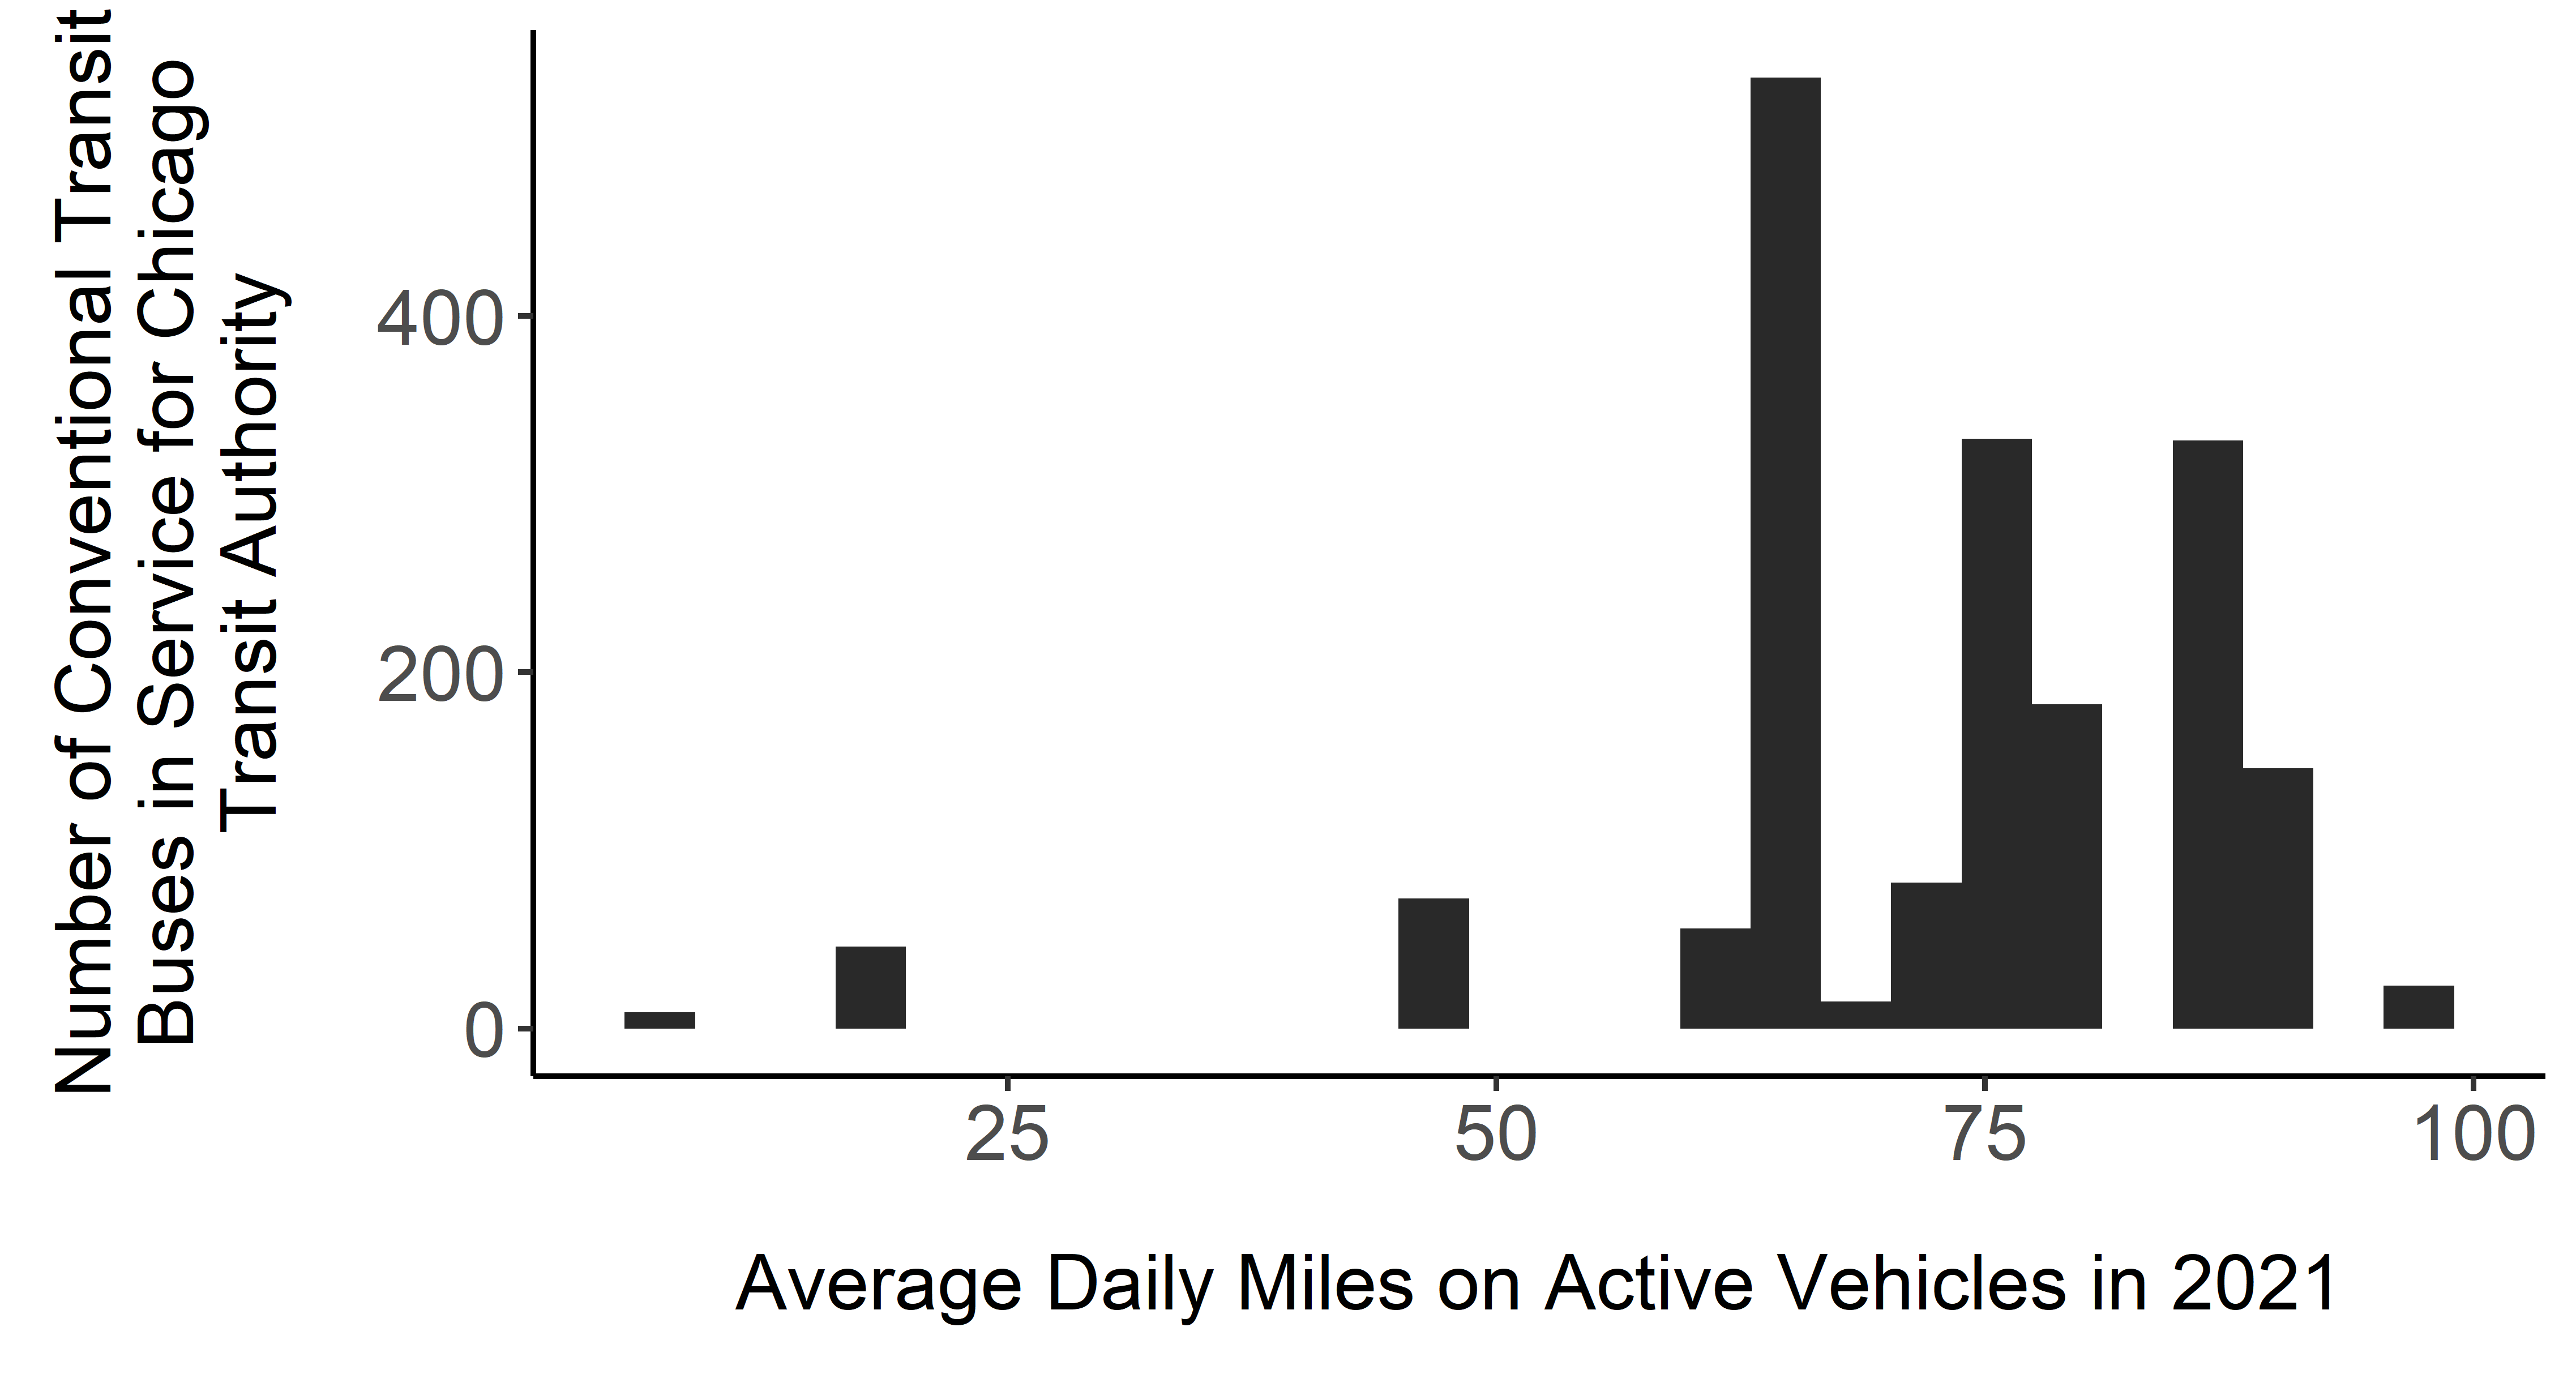 Number of Conventional Transit
Buses in Service for Chicago
Transit Authority
400
200
0
25
50
75
100
Average Daily Miles on Active Vehicles in 2021